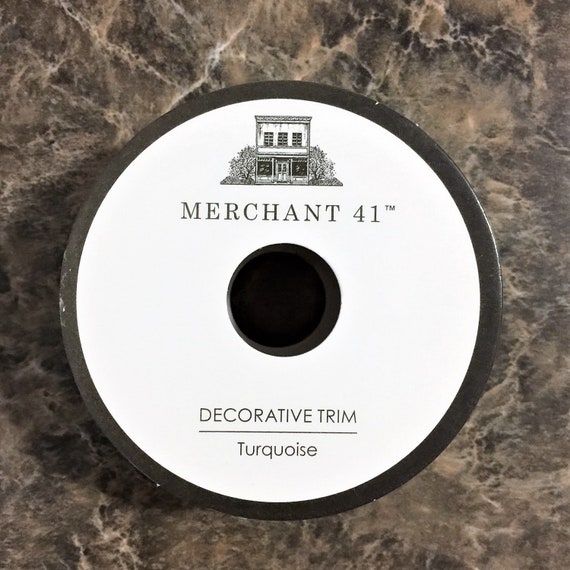 MERCHANT 41™
DECORATIVE TRIM
Turquoise